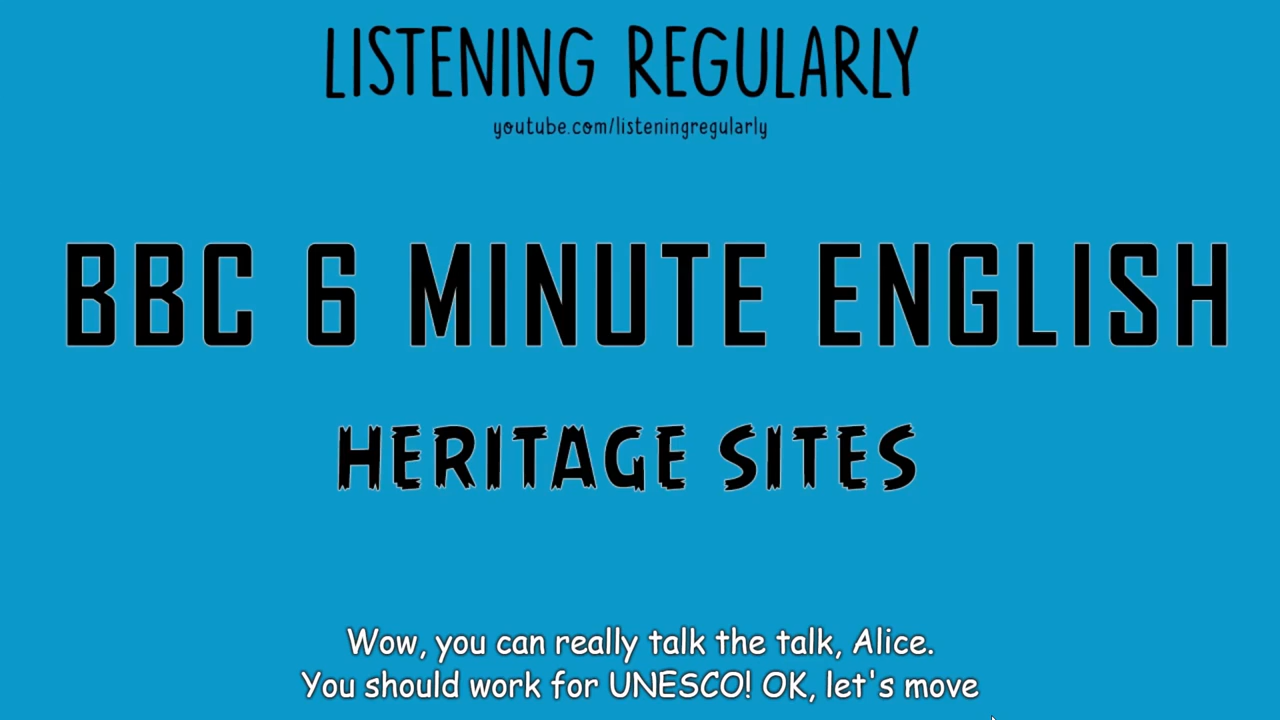 LISTENING REGULARLY
youtube.com/listeningregularly
BBC 6 MINUTE ENGLISH
HERITAGE SITES
Wow, you can really talk the talk, Alice.
You should work for UNESCO! OK, let's move